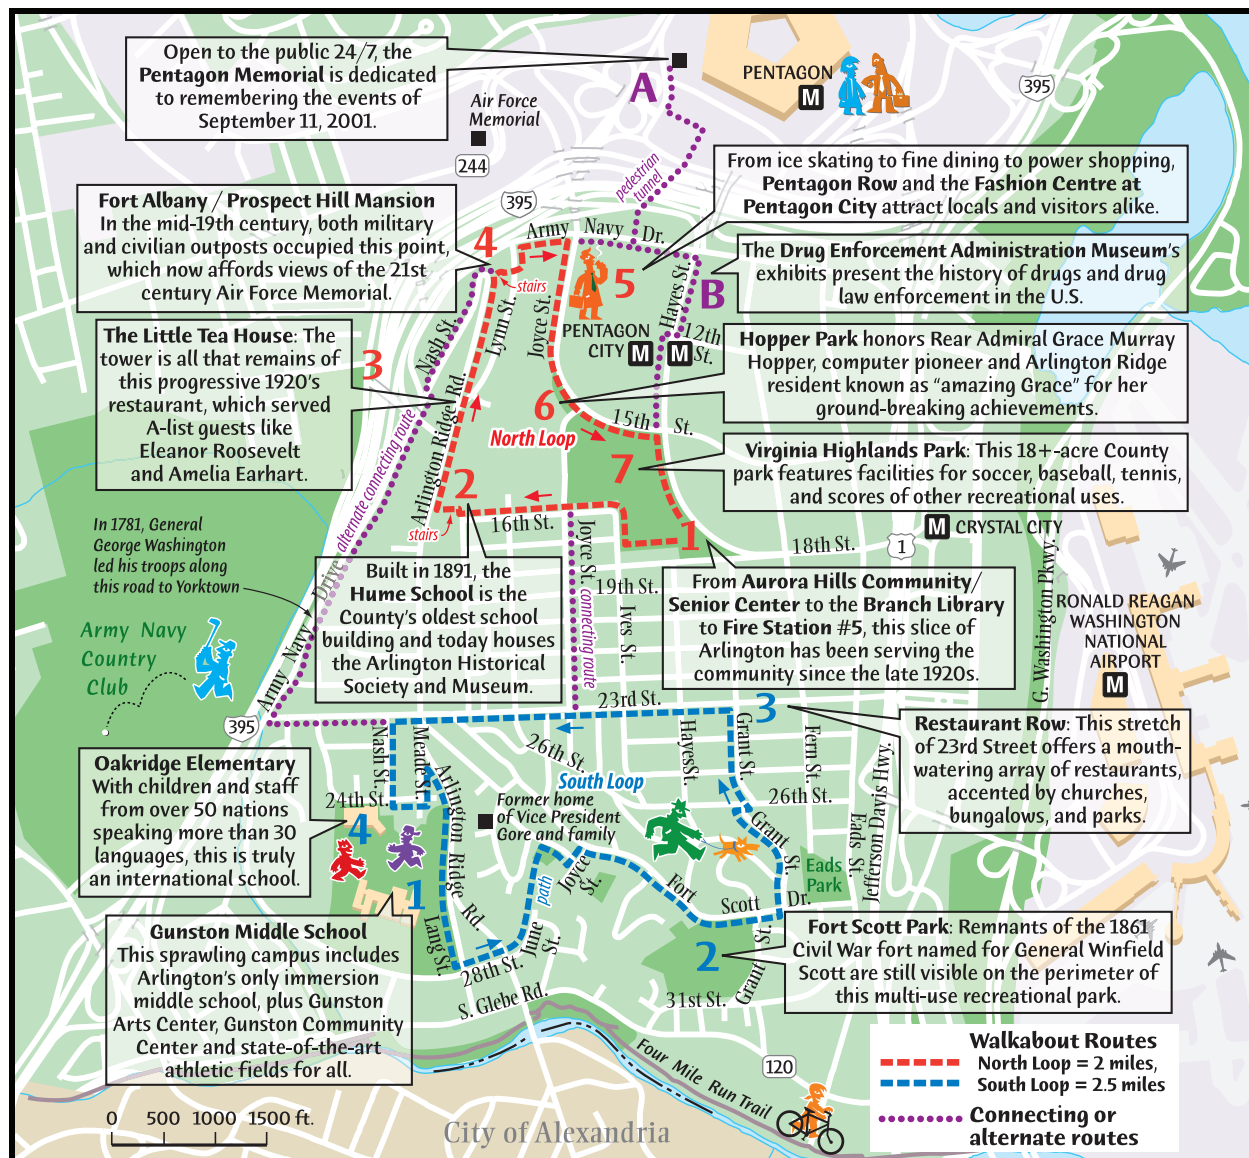 Open to the public 24/7, the
Pentagon Memorial is dedicated
to remembering the events of
September 11, 2001.
A
PENTAGON
M
395
Air Force
Memorial
244
pedestrian
tunnel
From ice skating to fine dining to power shopping,
Pentagon Row and the Fashion Centre at
Pentagon City attract locals and visitors alike.
Fort Albany / Prospect Hill Mansion
In the mid-19th century, both military
and civilian outposts occupied this point,
which now affords views of the 21st
century Air Force Memorial.
395
4
Army Navy Dr.
stairs
5
B
The Drug Enforcement Administration Museum's
exhibits present the history of drugs and drug
law enforcement in the U.S.
Nash St.
Lynn St.
Joyce St.
Hayes St.
PENTAGON
CITY M
M
12th
St.
The Little Tea House: The
tower is all that remains of
this progressive 1920's
restaurant, which served
A-list guests like
Eleanor Roosevelt
and Amelia Earhart.
3
Hopper Park honors Rear Admiral Grace Murray
Hopper, computer pioneer and Arlington Ridge
resident known as “amazing Grace” for her
ground-breaking achievements.
6
15th St.
North Loop
7
Arlington Ridge Rd.
alternate connecting route
Virginia Highlands Park: This 18+-acre County
park features facilities for soccer, baseball, tennis,
and scores of other recreational uses.
2
16th St.
stairs
1
M CRYSTAL CITY
1
18th St.
In 1781, General
George Washington
led his troops along
this road to Yorktown
Army Navy Drive
Army Navy
Country
Club
Built in 1891, the
Hume School is the
County's oldest school
building and today houses
the Arlington Historical
Society and Museum.
Joyce St.
connecting route
19th St.
Ives St.
From Aurora Hills Community/
Senior Center to the Branch Library
to Fire Station #5, this slice of
Arlington has been serving the
community since the late 1920s.
G. Washington Pkwy.
RONALD REAGAN
WASHINGTON
NATIONAL
AIRPORT
M
395
23rd St.
3
Restaurant Row: This stretch
of 23rd Street offers a mouth-
watering array of restaurants,
accented by churches,
bungalows, and parks.
Oakridge Elementary
With children and staff
from over 50 nations
speaking more than 30
languages, this is truly
an international school.
Nash St.
Meade St.
24th St.
26th St.
Hayes St.
Grant St.
Fern St.
South Loop
26th St.
Arlington Ridge Rd.
Former home
of Vice President
Gore and family
4
Grant St.
Eads St.
Jefferson Davis Hwy.
Eads
Park
path
Joyce
St.
Fort Scott Dr.
1
Gunston Middle School
This sprawling campus includes
Arlington's only immersion
middle school, plus Gunston
Arts Center, Gunston Community
Center and state-of-the-art
athletic fields for all.
Lang St.
28th St.
June St.
2
Grant St.
Fort Scott Park: Remnants of the 1861
Civil War fort named for General Winfield
Scott are still visible on the perimeter of
this multi-use recreational park.
S. Glebe Rd.
31st St.
Four Mile Run Trail
120
Walkabout Routes
North Loop = 2 miles,
South Loop = 2.5 miles
Connecting or
alternate routes
0 500 1000 1500 ft.
City of Alexandria